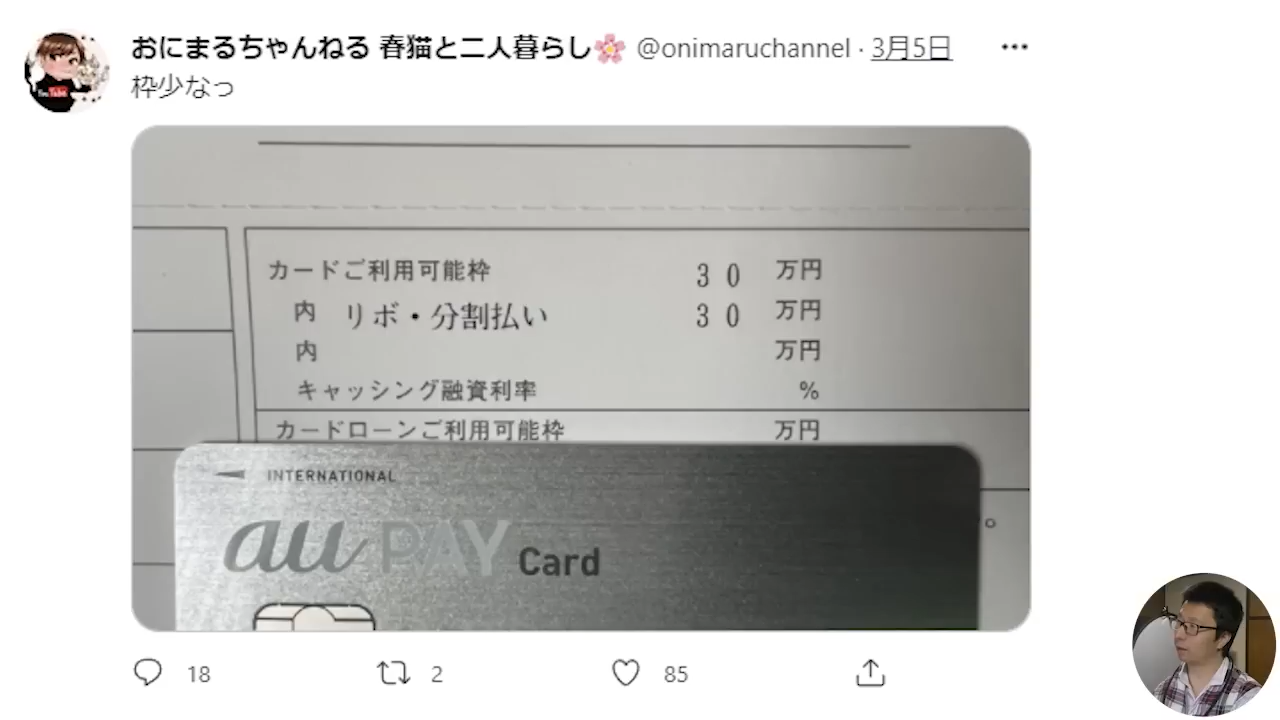 おにまるちゃんねる 春猫と二人暮らし🌸 @onimaruchannel · 3月5日
枠少なっ
カードご利用可能枠 30 万円
内 リボ・分割払い 30 万円
内 万円
キャッシング融資利率 %
カードローンご利用可能枠 万円
。
INTERNATIONAL
au PAY Card
18 2 85